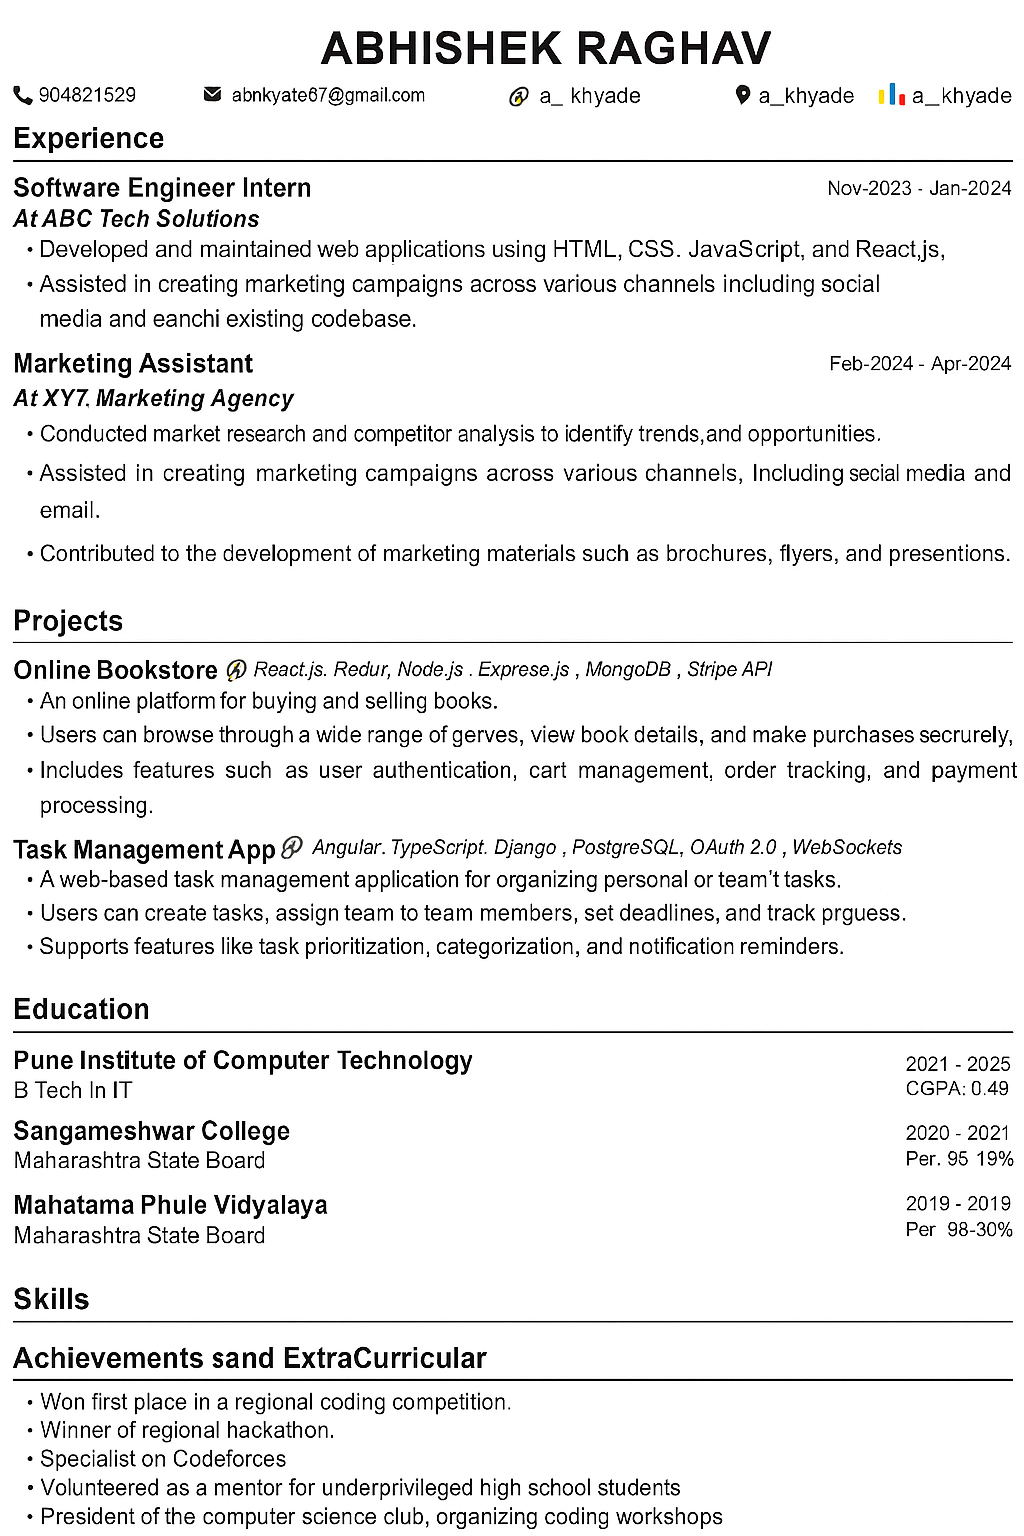 ABHISHEK RAGHAV
904821529 abnkyate67@gmail.com a_ khyade a_khyade a_khyade
Experience
Software Engineer Intern Nov-2023 - Jan-2024
At ABC Tech Solutions
• Developed and maintained web applications using HTML, CSS. JavaScript, and React.js,
• Assisted in creating marketing campaigns across various channels including social
media and eanchi existing codebase.
Marketing Assistant Feb-2024 - Apr-2024
At XY7. Marketing Agency
• Conducted market research and competitor analysis to identify trends,and opportunities.
• Assisted in creating marketing campaigns across various channels, Including secial media and
email.
• Contributed to the development of marketing materials such as brochures, flyers, and presentions.
Projects
Online Bookstore React.js. Redur, Node.js . Exprese.js , MongoDB , Stripe API
• An online platform for buying and selling books.
• Users can browse through a wide range of gerves, view book details, and make purchases securely,
• Includes features such as user authentication, cart management, order tracking, and payment
processing.
Task Management App Angular. TypeScript. Django , PostgreSQL, OAuth 2.0 , WebSockets
• A web-based task management application for organizing personal or team't tasks.
• Users can create tasks, assign team to team members, set deadlines, and track prguess.
• Supports features like task prioritization, categorization, and notification reminders.
Education
Pune Institute of Computer Technology 2021 - 2025
B Tech In IT CGPA: 0.49
Sangameshwar College 2020 - 2021
Maharashtra State Board Per. 95 19%
Mahatama Phule Vidyalaya 2019 - 2019
Maharashtra State Board Per 98-30%
Skills
Achievements sand ExtraCurricular
• Won first place in a regional coding competition.
• Winner of regional hackathon.
• Specialist on Codeforces
• Volunteered as a mentor for underprivileged high school students
• President of the computer science club, organizing coding workshops